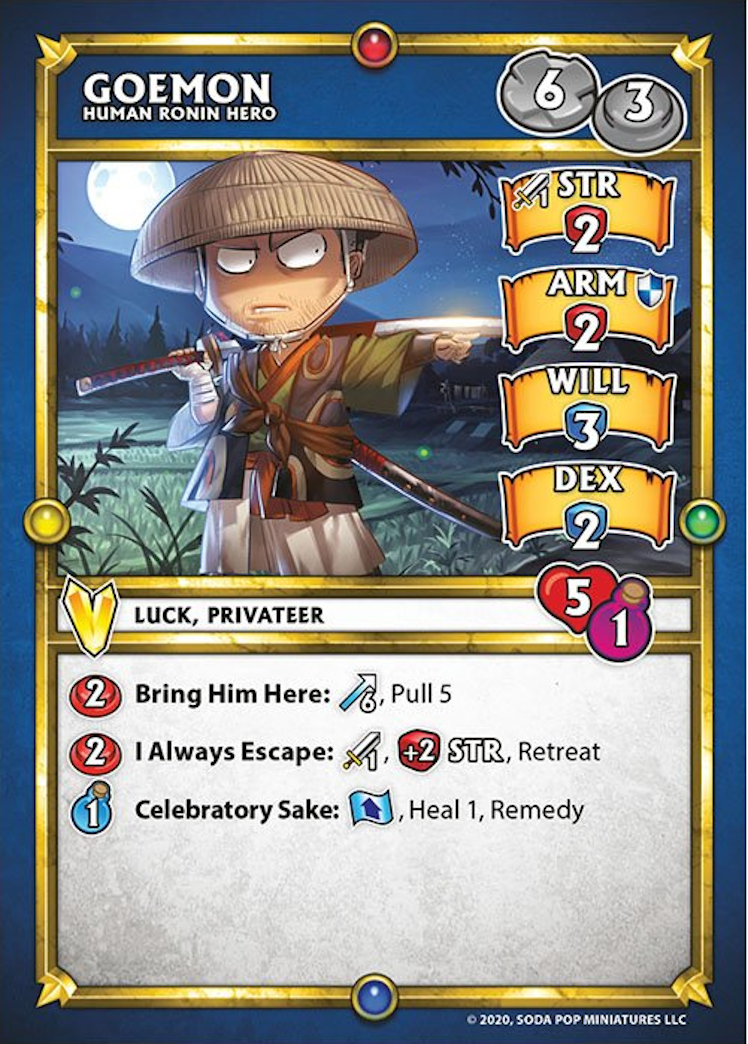 GOEMON
HUMAN RONIN HERO
6
3
STR
2
ARM
2
WILL
3
DEX
2
5
1
LUCK, PRIVATEER
2 Bring Him Here: 6, Pull 5
2 I Always Escape: , +2 STR, Retreat
1 Celebratory Sake: , Heal 1, Remedy
© 2020, SODA POP MINIATURES LLC